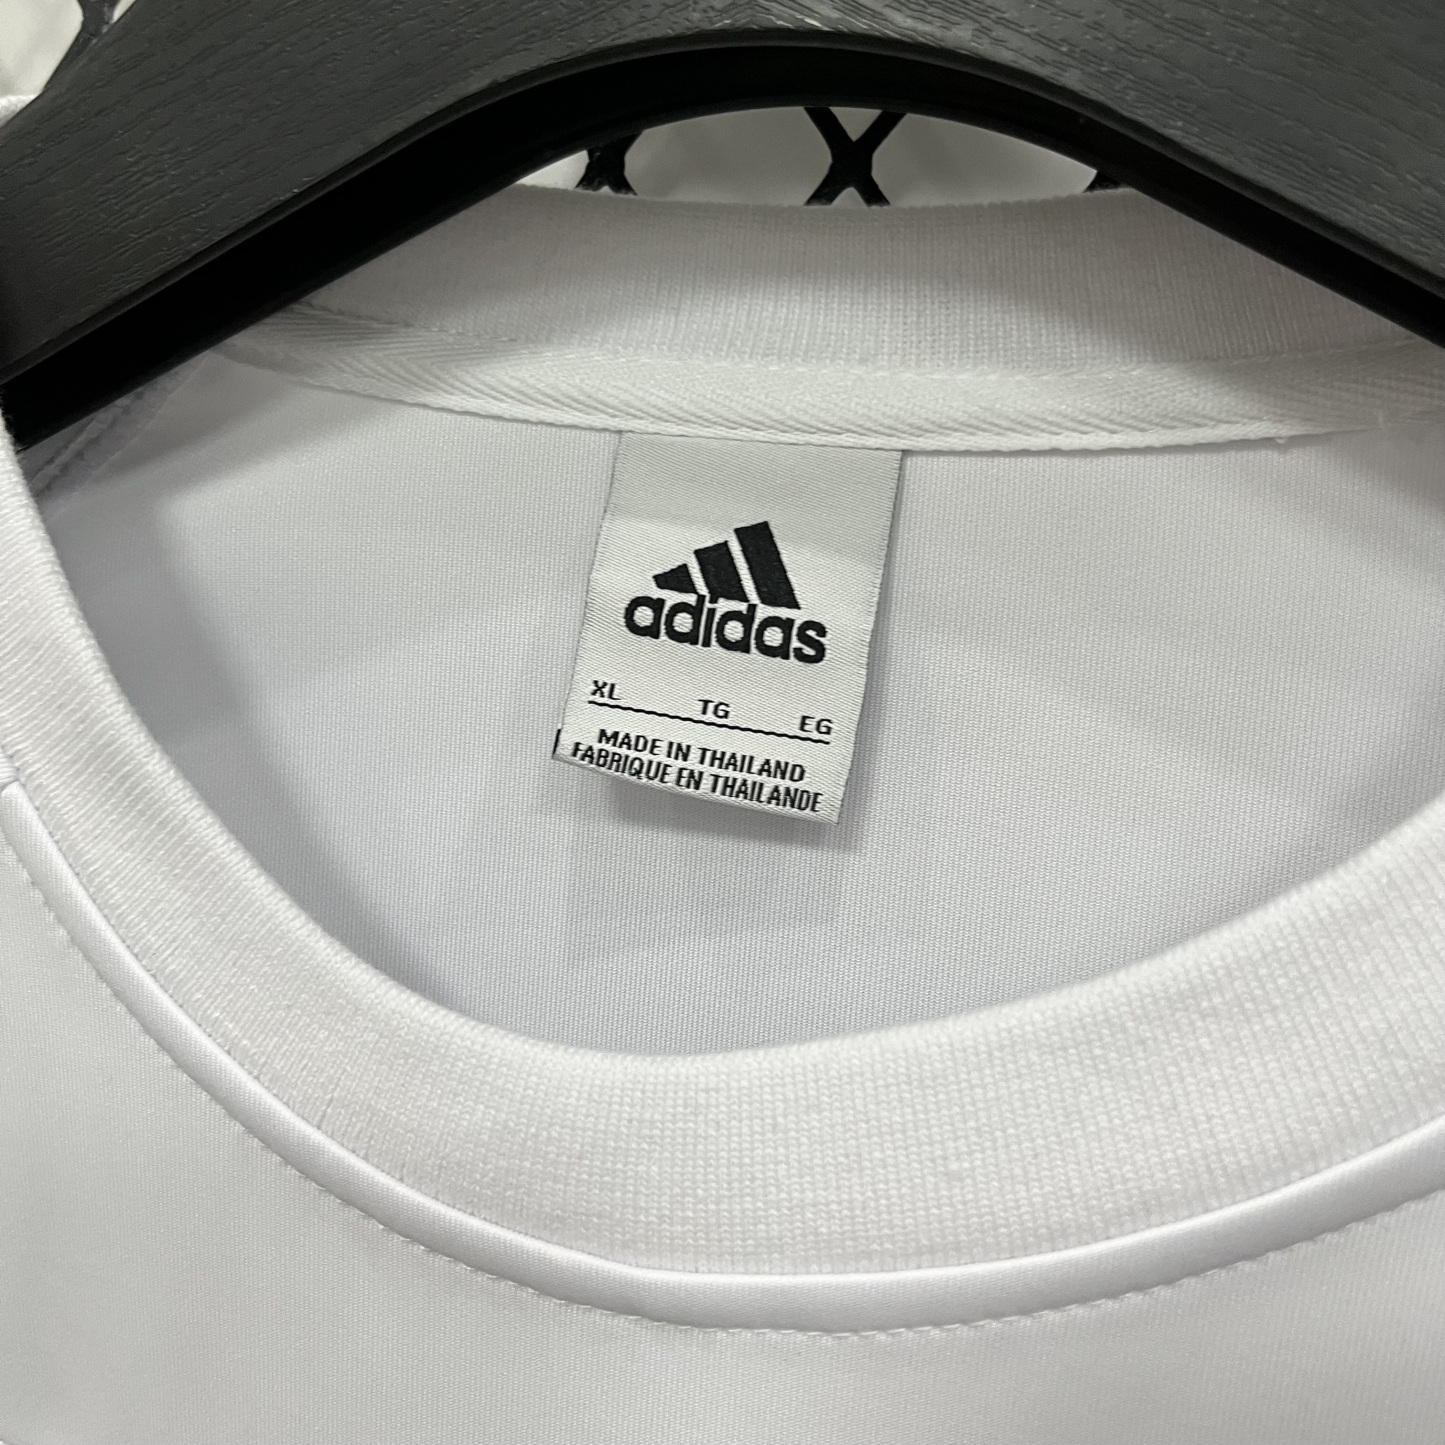 adidas
XL TG EG
MADE IN THAILAND
FABRIQUE EN THAILANDE